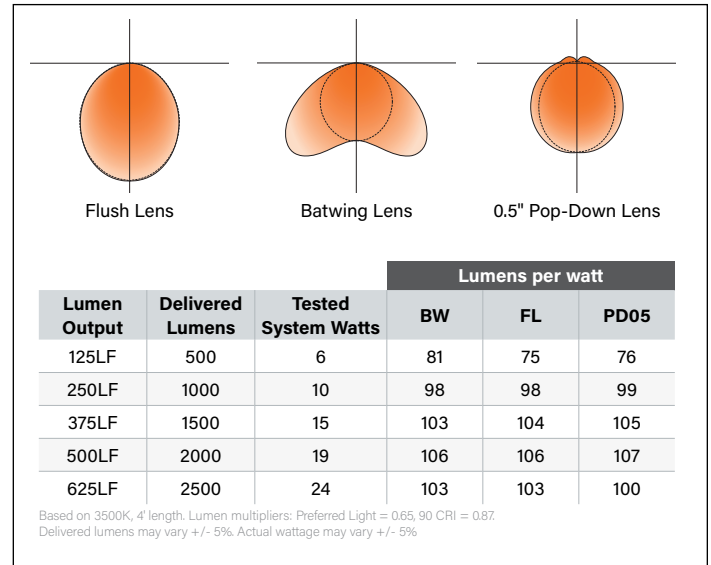 Flush Lens Batwing Lens 0.5" Pop-Down Lens
Lumens per watt
Lumen Output Delivered Lumens Tested System Watts BW FL PD05
125LF 500 6 81 75 76
250LF 1000 10 98 98 99
375LF 1500 15 103 104 105
500LF 2000 19 106 106 107
625LF 2500 24 103 103 100
Based on 3500K, 4' length. Lumen multipliers: Preferred Light = 0.65, 90 CRI = 0.87.
Delivered lumens may vary +/- 5%. Actual wattage may vary +/- 5%